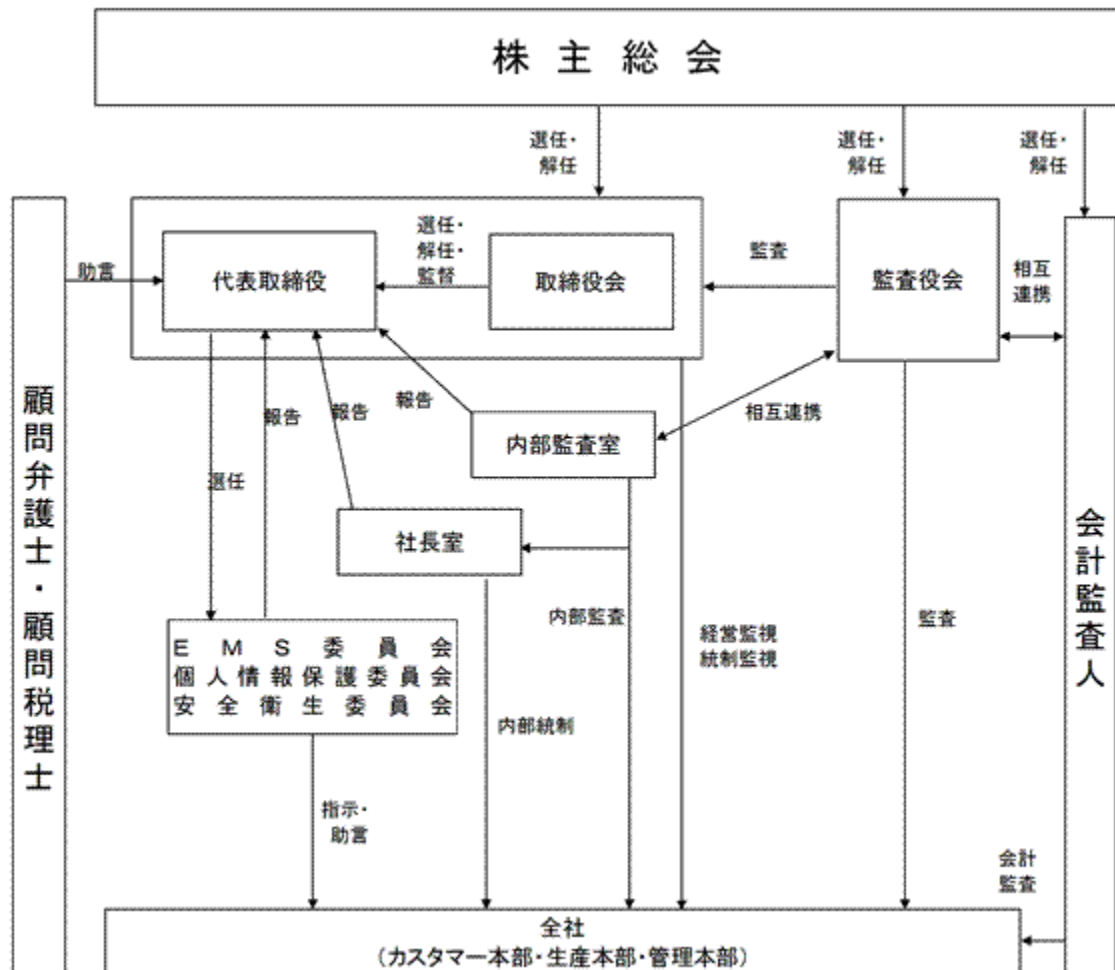 株主総会
選任・
解任
選任・
解任
選任・
解任
選任・
解任・
監督
代表取締役
取締役会
監査
監査役会
相互
連携
助言
報告
報告
報告
内部監査室
相互連携
選任
社長室
内部監査
経営監視
統制監視
監査
EMS委員会
個人情報保護委員会
安全衛生委員会
内部統制
指示・
助言
会計
監査
顧問弁護士・顧問税理士
会計監査人
全社
(カスタマー本部・生産本部・管理本部)